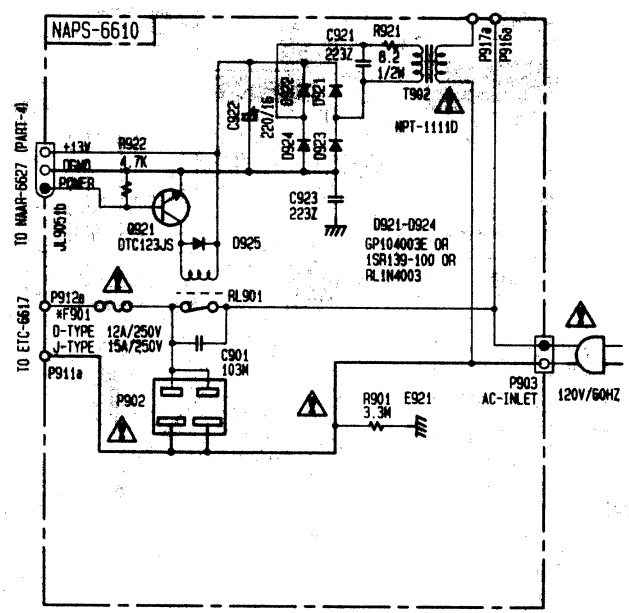 NAPS-6610
C921
223Z
R921
8.2
1/2W
P917a
P916a
T902
NPT-1111D
C922
220/16
D922
D921
D924
D923
TO NAAR-6627 (PART-4)
+13V
DGND
POWER
JL9051b
R922
4.7K
Q921
DTC123JS
D925
C923
223Z
D921-D924
GP104003E OR
1SR139-100 OR
RL1N4003
RL901
TO ETC-6617
P912a
*F901
D-TYPE 12A/250V
J-TYPE 15A/250V
P911a
C901
103M
P902
R901
3.3M
E921
P903
AC-INLET
120V/60HZ